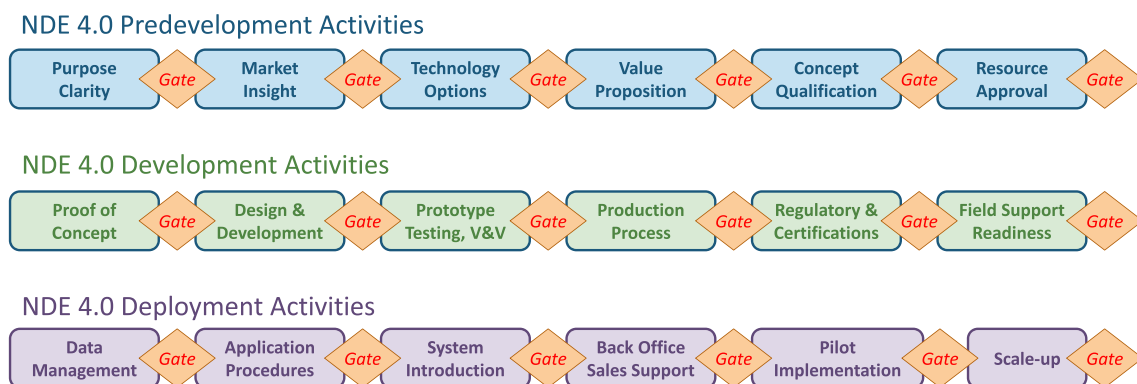 NDE 4.0 Predevelopment Activities
Purpose
Clarity
Gate
Market
Insight
Gate
Technology
Options
Gate
Value
Proposition
Gate
Concept
Qualification
Gate
Resource
Approval
Gate
NDE 4.0 Development Activities
Proof of
Concept
Gate
Design &
Development
Gate
Prototype
Testing, V&V
Gate
Production
Process
Gate
Regulatory &
Certifications
Gate
Field Support
Readiness
Gate
NDE 4.0 Deployment Activities
Data
Management
Gate
Application
Procedures
Gate
System
Introduction
Gate
Back Office
Sales Support
Gate
Pilot
Implementation
Gate
Scale-up
Gate